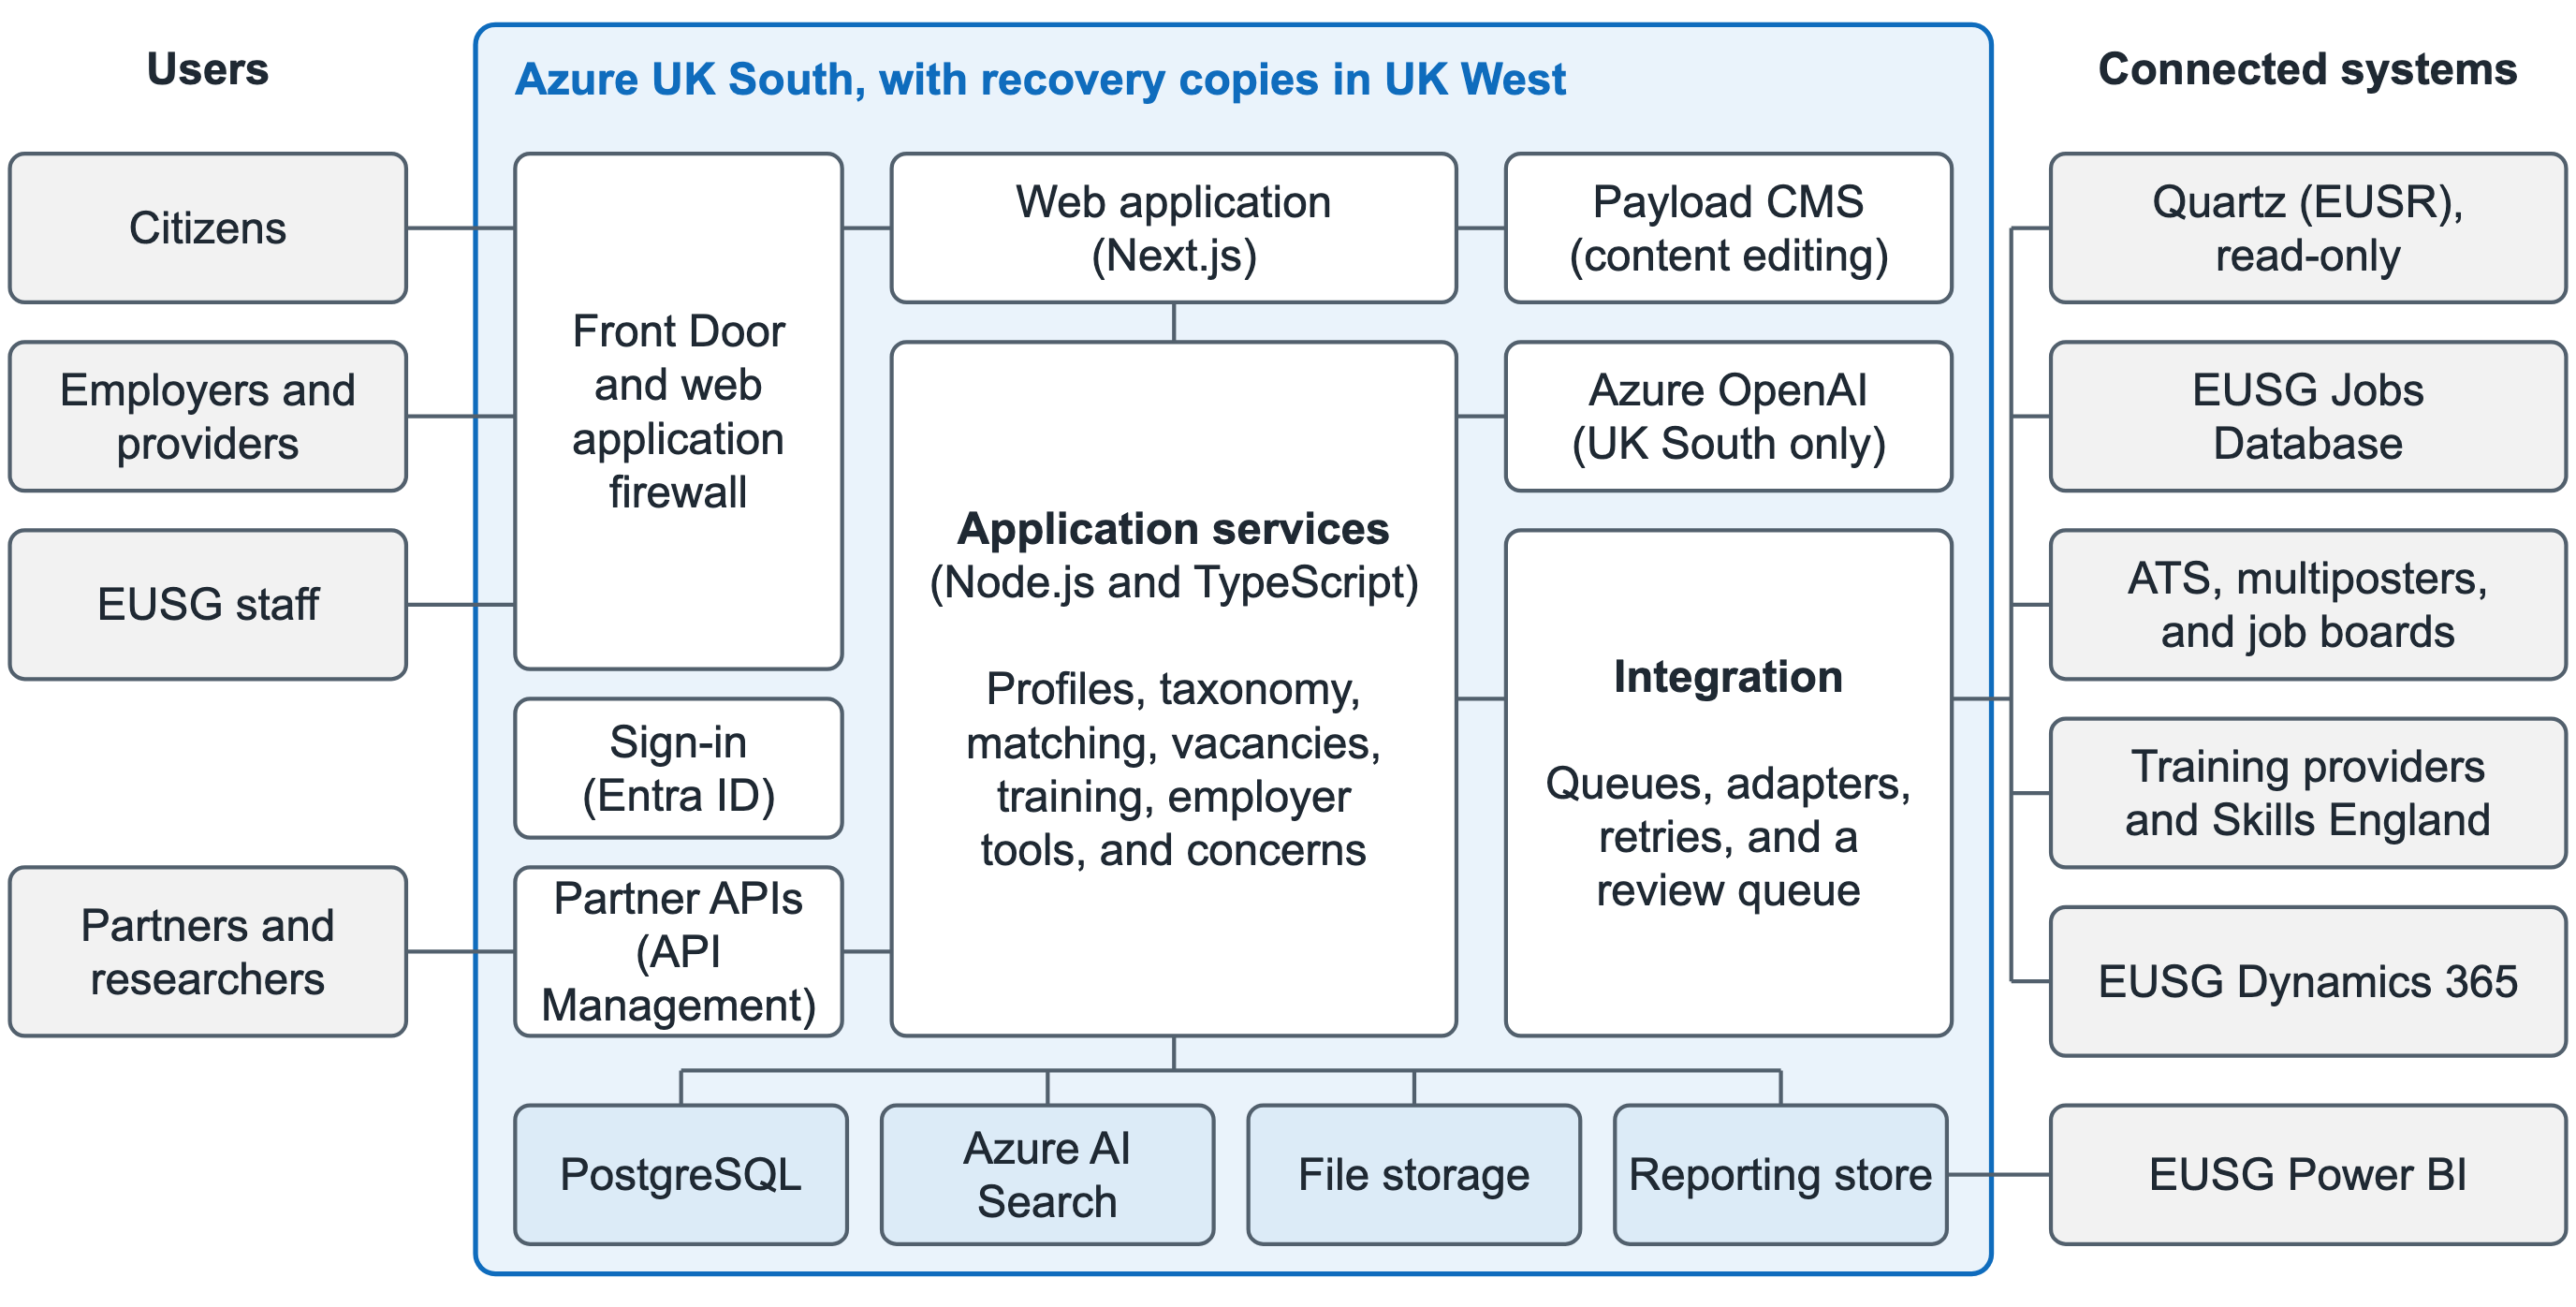 Users
Azure UK South, with recovery copies in UK West
Connected systems
Citizens
Employers and
providers
EUSG staff
Partners and
researchers
Front Door
and web
application
firewall
Sign-in
(Entra ID)
Partner APIs
(API
Management)
Web application
(Next.js)
Application services
(Node.js and TypeScript)
Profiles, taxonomy,
matching, vacancies,
training, employer
tools, and concerns
Payload CMS
(content editing)
Azure OpenAI
(UK South only)
Integration
Queues, adapters,
retries, and a
review queue
PostgreSQL
Azure AI
Search
File storage
Reporting store
Quartz (EUSR),
read-only
EUSG Jobs
Database
ATS, multiposters,
and job boards
Training providers
and Skills England
EUSG Dynamics 365
EUSG Power BI